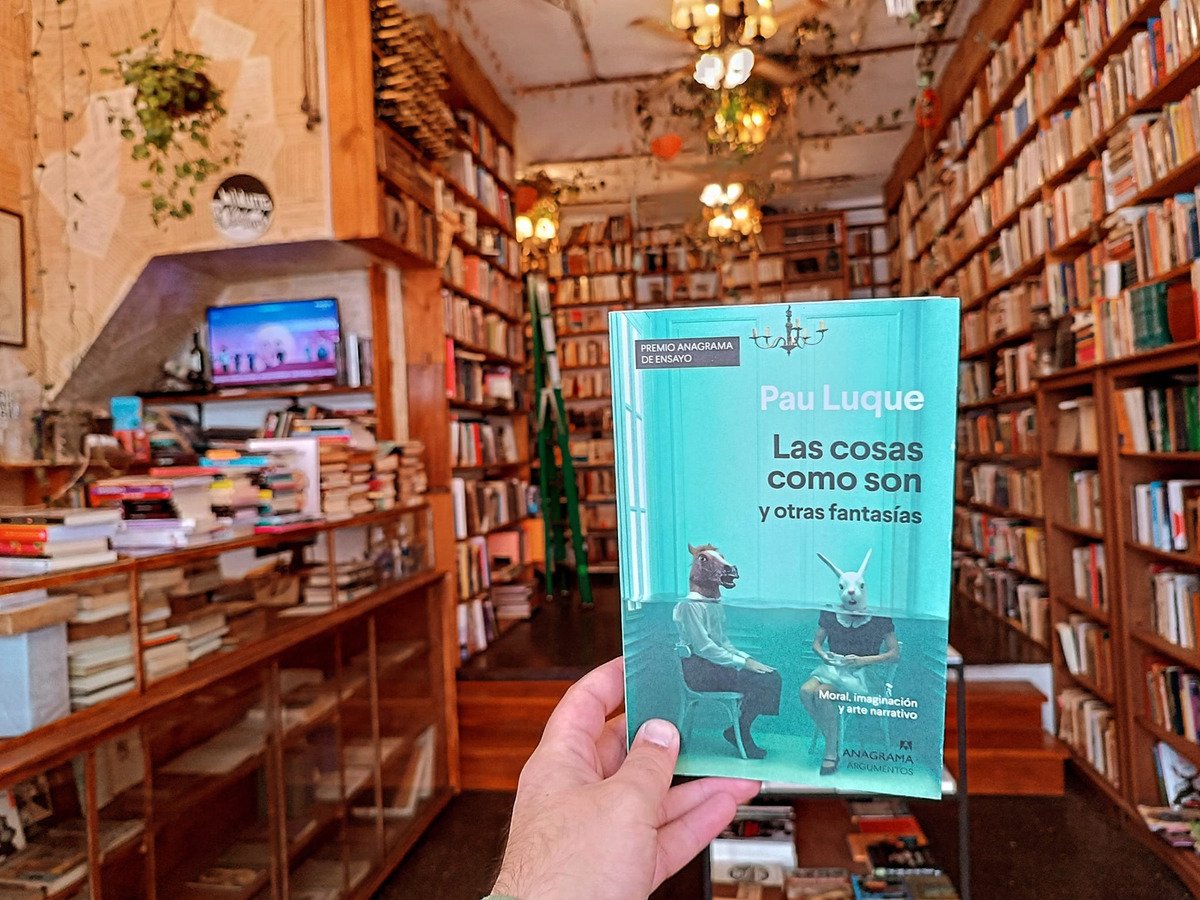 PREMIO ANAGRAMA
DE ENSAYO
Pau Luque
Las cosas
como son
y otras fantasías
Moral, imaginación
y arte narrativo
ANAGRAMA
ARGUMENTOS